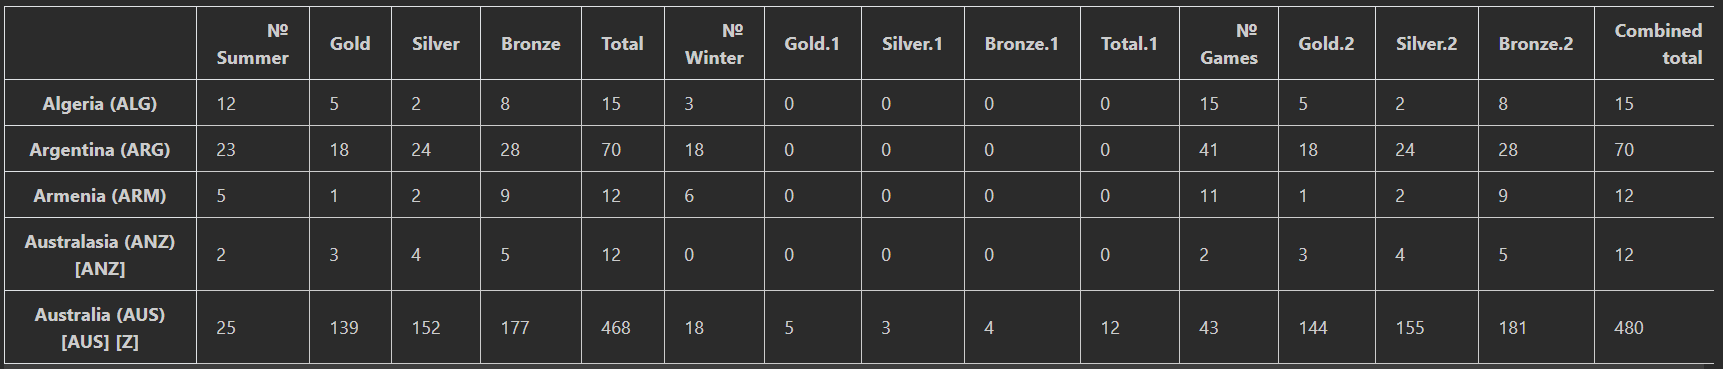 № Summer Gold Silver Bronze Total № Winter Gold.1 Silver.1 Bronze.1 Total.1 № Games Gold.2 Silver.2 Bronze.2 Combined total
Algeria (ALG) 12 5 2 8 15 3 0 0 0 0 15 5 2 8 15
Argentina (ARG) 23 18 24 28 70 18 0 0 0 0 41 18 24 28 70
Armenia (ARM) 5 1 2 9 12 6 0 0 0 0 11 1 2 9 12
Australasia (ANZ) [ANZ] 2 3 4 5 12 0 0 0 0 0 2 3 4 5 12
Australia (AUS) [AUS] [Z] 25 139 152 177 468 18 5 3 4 12 43 144 155 181 480